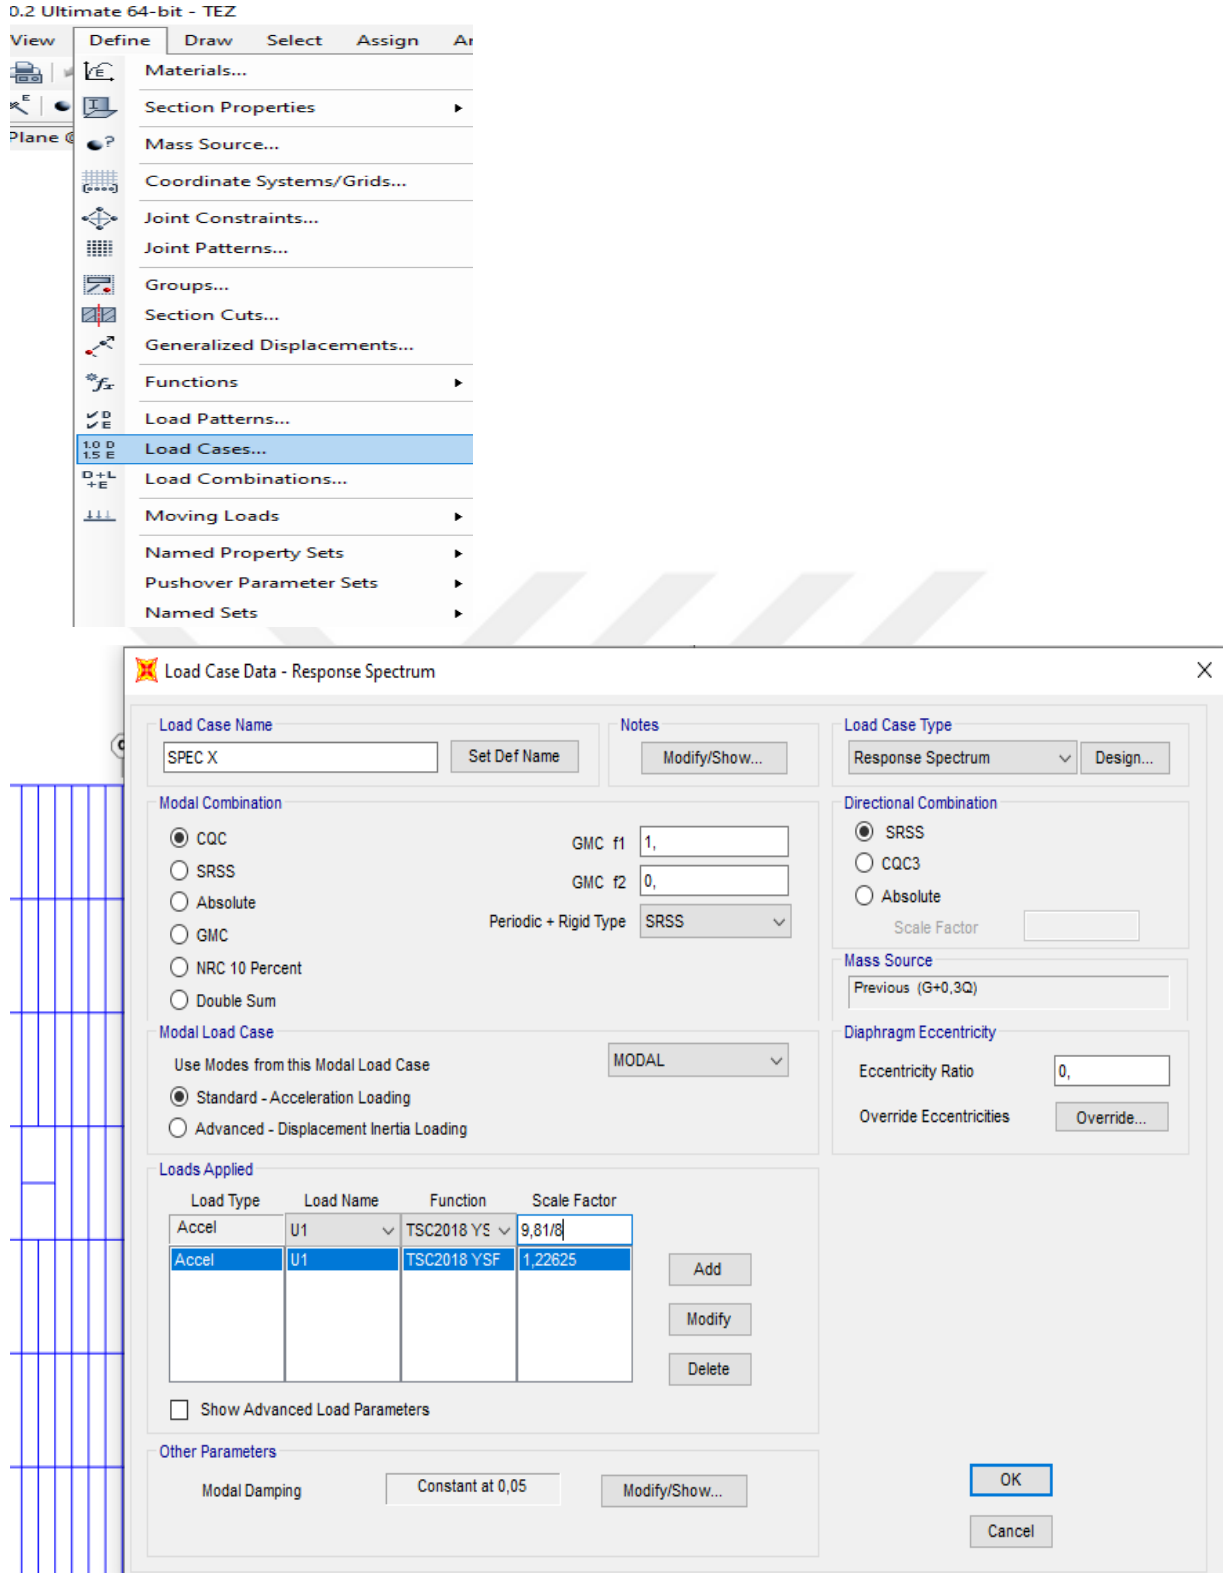 0.2 Ultimate 64-bit - TEZ
View Define Draw Select Assign
E Materials...
Section Properties
Plane @
Mass Source...
Coordinate Systems/Grids...
Joint Constraints...
Joint Patterns...
Groups...
Section Cuts...
Generalized Displacements...
Functions
Load Patterns...
1.0 D
1.5 E
Load Cases...
D+L
+E
Load Combinations...
Moving Loads
Named Property Sets
Pushover Parameter Sets
Named Sets
Load Case Data - Response Spectrum
Load Case Name Notes Load Case Type
SPEC X Set Def Name Modify/Show... Response Spectrum Design...
Modal Combination Directional Combination
CQC GMC f1 1, SRSS
SRSS GMC f2 0, CQC3
Absolute Periodic + Rigid Type SRSS Absolute
GMC Scale Factor
NRC 10 Percent Mass Source
Double Sum Previous (G+0,3Q)
Modal Load Case Diaphragm Eccentricity
Use Modes from this Modal Load Case MODAL Eccentricity Ratio 0,
Standard - Acceleration Loading
Advanced - Displacement Inertia Loading Override Eccentricities Override...
Loads Applied
Load Type Load Name Function Scale Factor
Accel U1 TSC2018 YS 9,81/8
Accel U1 TSC2018 YSF 1,22625
Add
Modify
Delete
Show Advanced Load Parameters
Other Parameters
Modal Damping Constant at 0,05 Modify/Show...
OK
Cancel